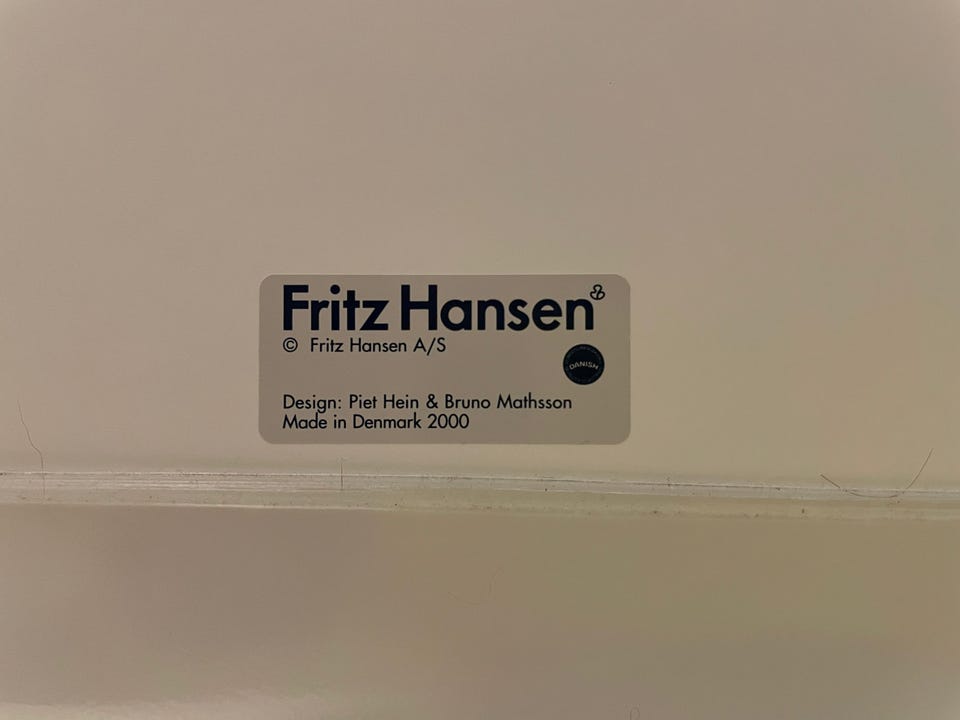 Fritz Hansen
© Fritz Hansen A/S
DANISH
Design: Piet Hein & Bruno Mathsson
Made in Denmark 2000